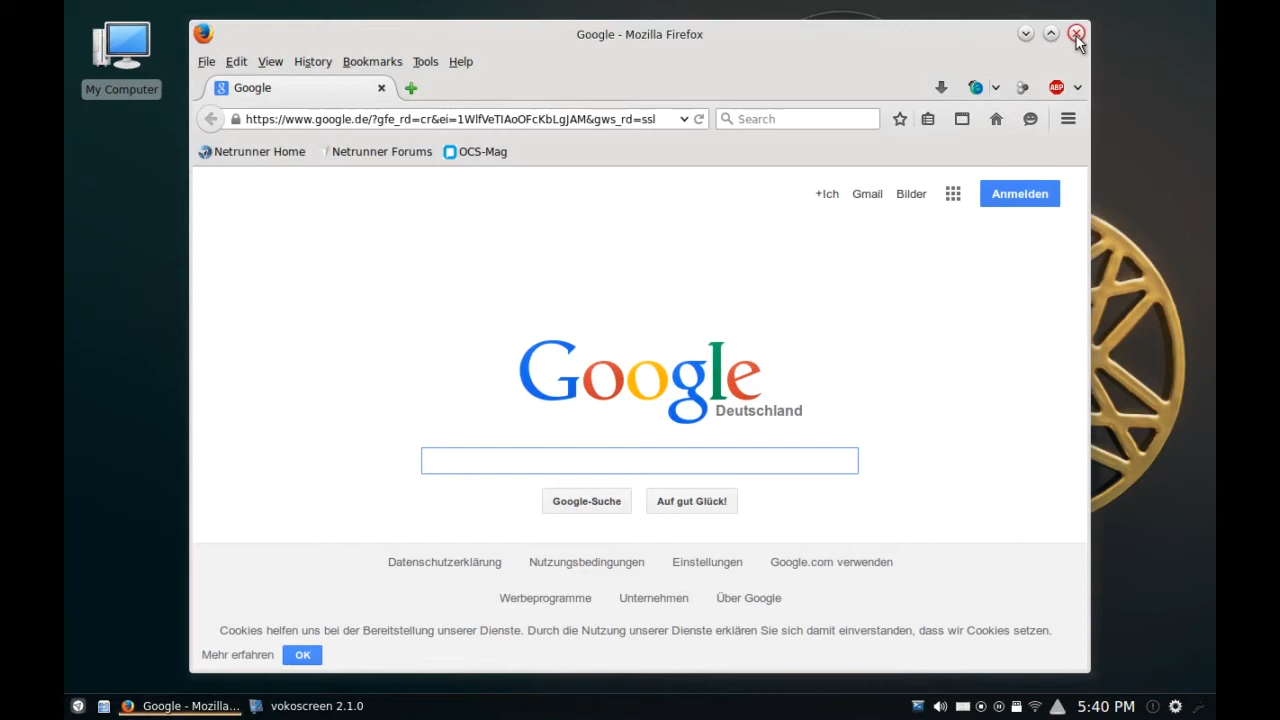 Google - Mozilla Firefox
My Computer
File Edit View History Bookmarks Tools Help
Google
ABP
https://www.google.de/?gfe_rd=cr&ei=1WlfVeTIAoOFcKbLgJAM&gws_rd=ssl Search
Netrunner Home Netrunner Forums OCS-Mag
+Ich Gmail Bilder Anmelden
Google
Deutschland
Google-Suche Auf gut Glück!
Datenschutzerklärung Nutzungsbedingungen Einstellungen Google.com verwenden
Werbeprogramme Unternehmen Über Google
Cookies helfen uns bei der Bereitstellung unserer Dienste. Durch die Nutzung unserer Dienste erklären Sie sich damit einverstanden, dass wir Cookies setzen.
Mehr erfahren OK
Google - Mozilla... vokoscreen 2.1.0 5:40 PM